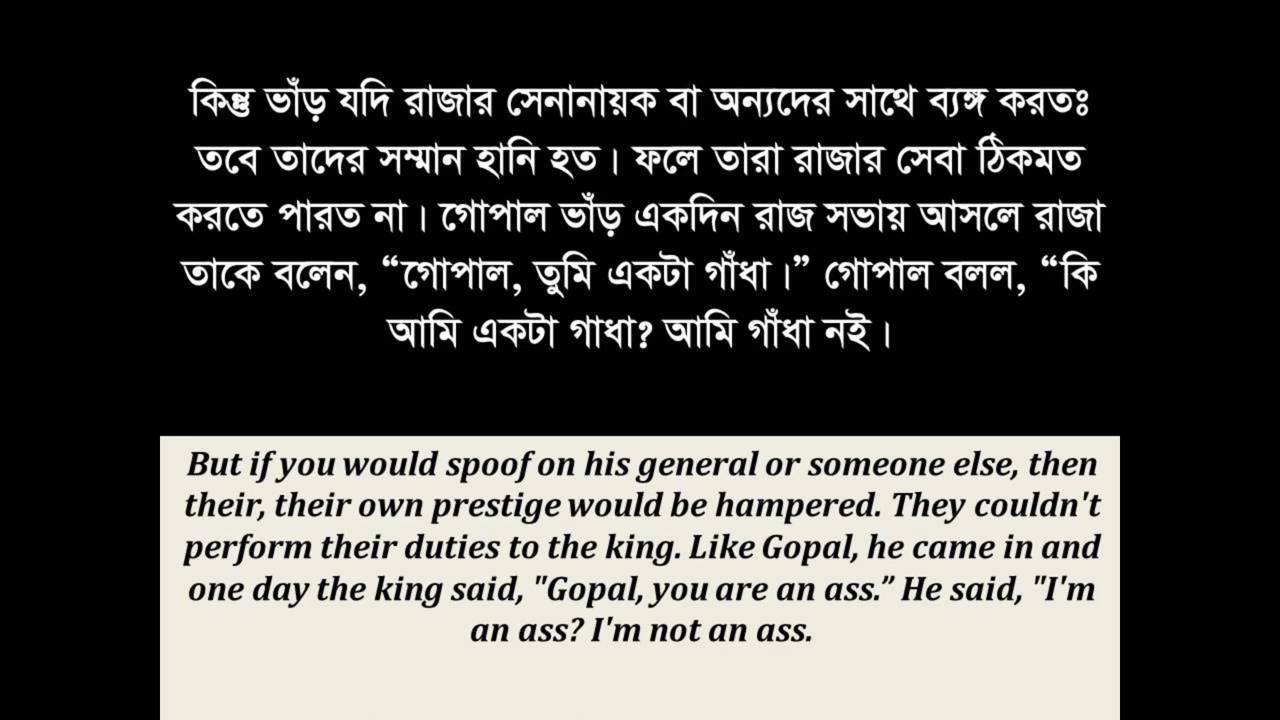 কিন্তু ভাঁড় যদি রাজার সেনানায়ক বা অন্যদের সাথে ব্যঙ্গ করতঃ
তবে তাদের সম্মান হানি হত। ফলে তারা রাজার সেবা ঠিকমত
করতে পারত না। গোপাল ভাঁড় একদিন রাজ সভায় আসলে রাজা
তাকে বলেন, “গোপাল, তুমি একটা গাঁধা।” গোপাল বলল, “কি
আমি একটা গাধা? আমি গাঁধা নই।
But if you would spoof on his general or someone else, then
their, their own prestige would be hampered. They couldn't
perform their duties to the king. Like Gopal, he came in and
one day the king said, "Gopal, you are an ass.” He said, "I'm
an ass? I'm not an ass.